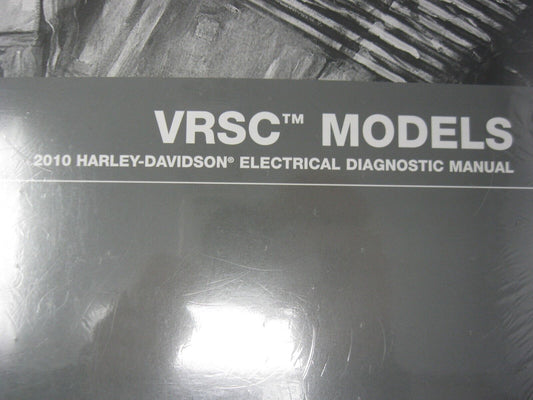 VRSC™ MODELS
2010 HARLEY-DAVIDSON® ELECTRICAL DIAGNOSTIC MANUAL